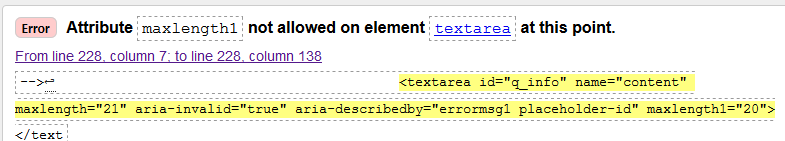 Error Attribute maxlength1 not allowed on element textarea at this point.
From line 228, column 7; to line 228, column 138
-->↩ <textarea id="q_info" name="content"
maxlength="21" aria-invalid="true" aria-describedby="errormsg1 placeholder-id" maxlength1="20">
</text